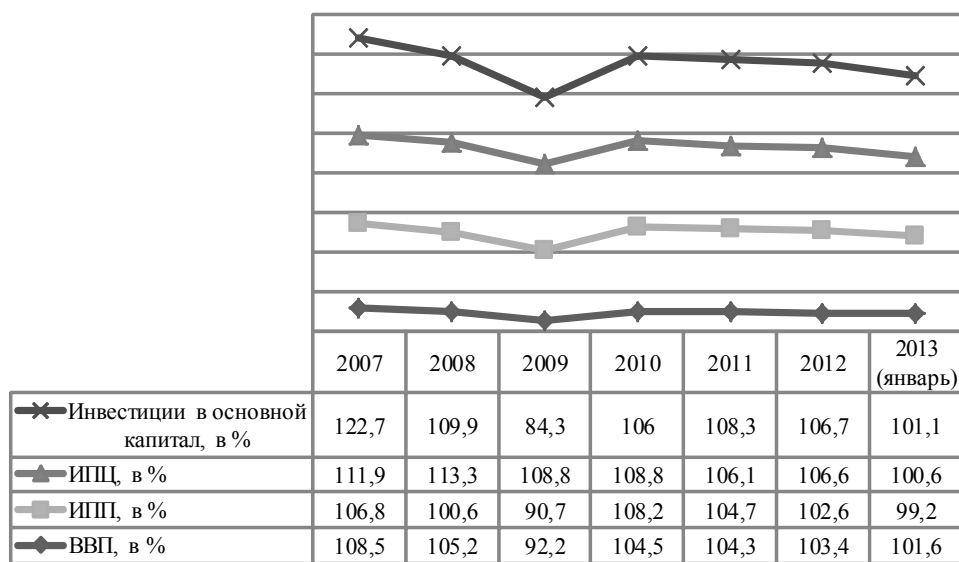 2007 2008 2009 2010 2011 2012 2013
(январь)
Инвестиции в основной
капитал, в % 122,7 109,9 84,3 106 108,3 106,7 101,1
ИПЦ, в % 111,9 113,3 108,8 108,8 106,1 106,6 100,6
ИПП, в % 106,8 100,6 90,7 108,2 104,7 102,6 99,2
ВВП, в % 108,5 105,2 92,2 104,5 104,3 103,4 101,6